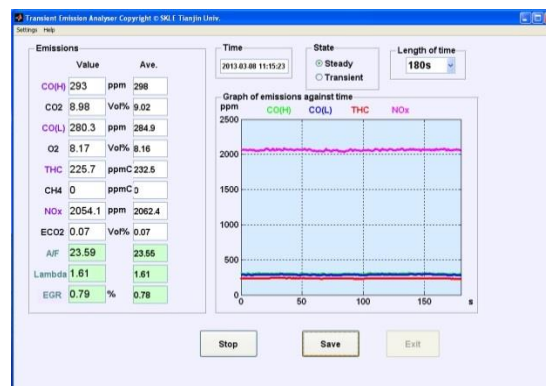 Transient Emission Analyser Copyright © SKLE Tianjin Univ.
Settings Help
Emissions
Value Ave.
CO(H) 293 ppm 298
CO2 8.98 Vol% 9.02
CO(L) 280.3 ppm 284.9
O2 8.17 Vol% 8.16
THC 225.7 ppmC 232.5
CH4 0 ppmC 0
NOx 2054.1 ppm 2062.4
ECO2 0.07 Vol% 0.07
A/F 23.59 23.55
Lambda 1.61 1.61
EGR 0.79 % 0.78
Time
2013-03-08 11:15:23
State
Steady
Transient
Length of time
180s
Graph of emissions against time
ppm CO(H) CO(L) THC NOx
2500
2000
1500
1000
500
0
0 50 100 150 s
Stop Save Exit